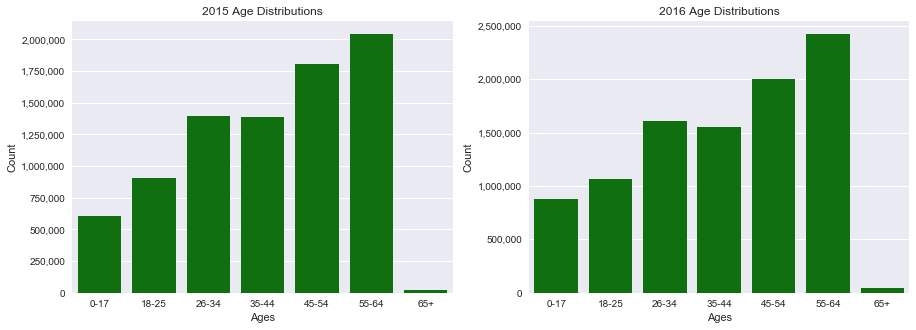 2015 Age Distributions
Count
2,000,000
1,750,000
1,500,000
1,250,000
1,000,000
750,000
500,000
250,000
0
0-17 18-25 26-34 35-44 45-54 55-64 65+
Ages
2016 Age Distributions
Count
2,500,000
2,000,000
1,500,000
1,000,000
500,000
0
0-17 18-25 26-34 35-44 45-54 55-64 65+
Ages